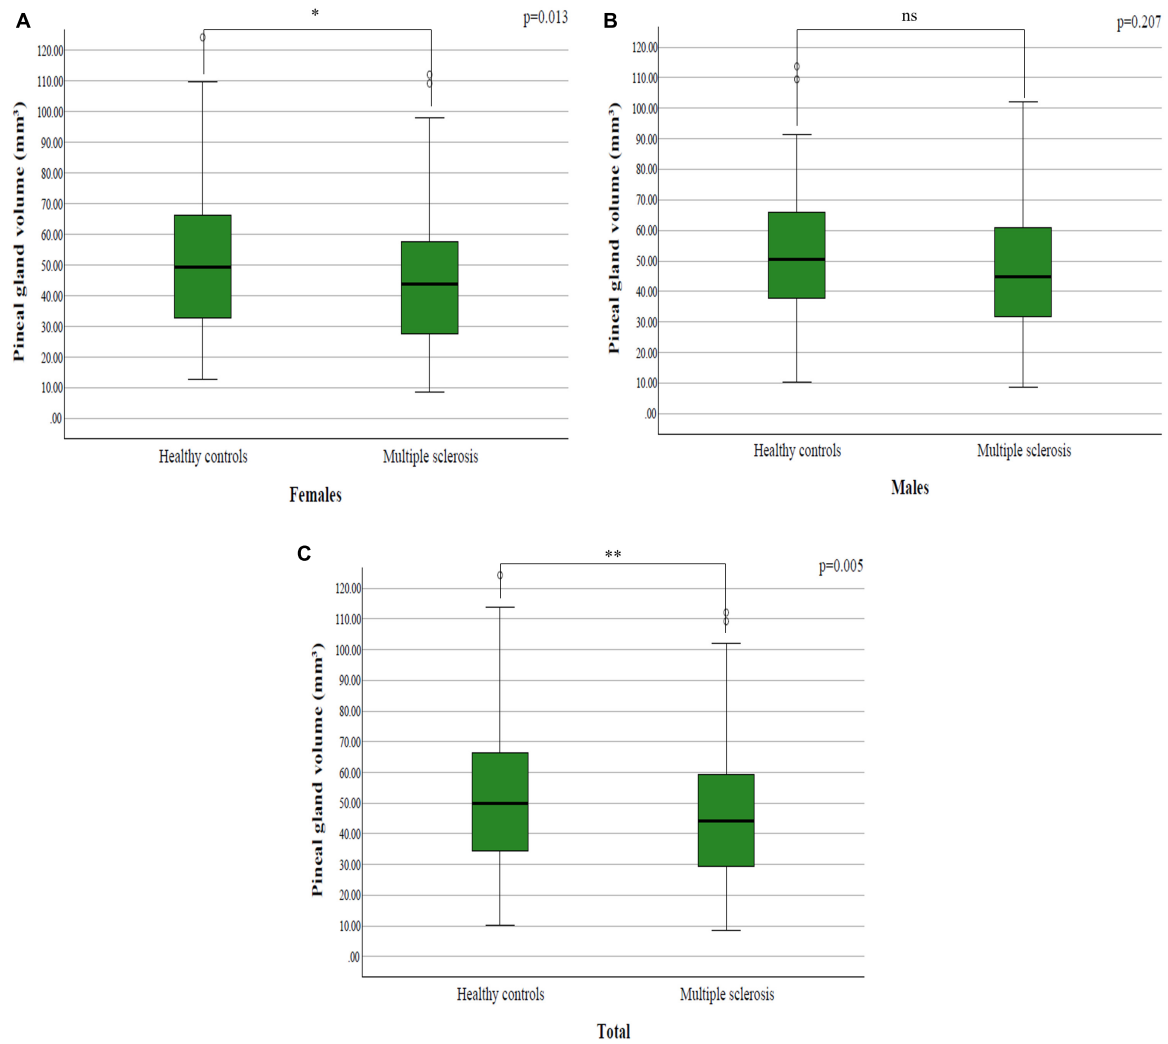 A
*
p=0.013
Pineal gland volume (mm³)
120.00
110.00
100.00
90.00
80.00
70.00
60.00
50.00
40.00
30.00
20.00
10.00
.00
Healthy controls
Multiple sclerosis
Females
B
ns
p=0.207
Pineal gland volume (mm³)
120.00
110.00
100.00
90.00
80.00
70.00
60.00
50.00
40.00
30.00
20.00
10.00
.00
Healthy controls
Multiple sclerosis
Males
C
**
p=0.005
Pineal gland volume (mm³)
120.00
110.00
100.00
90.00
80.00
70.00
60.00
50.00
40.00
30.00
20.00
10.00
.00
Healthy controls
Multiple sclerosis
Total